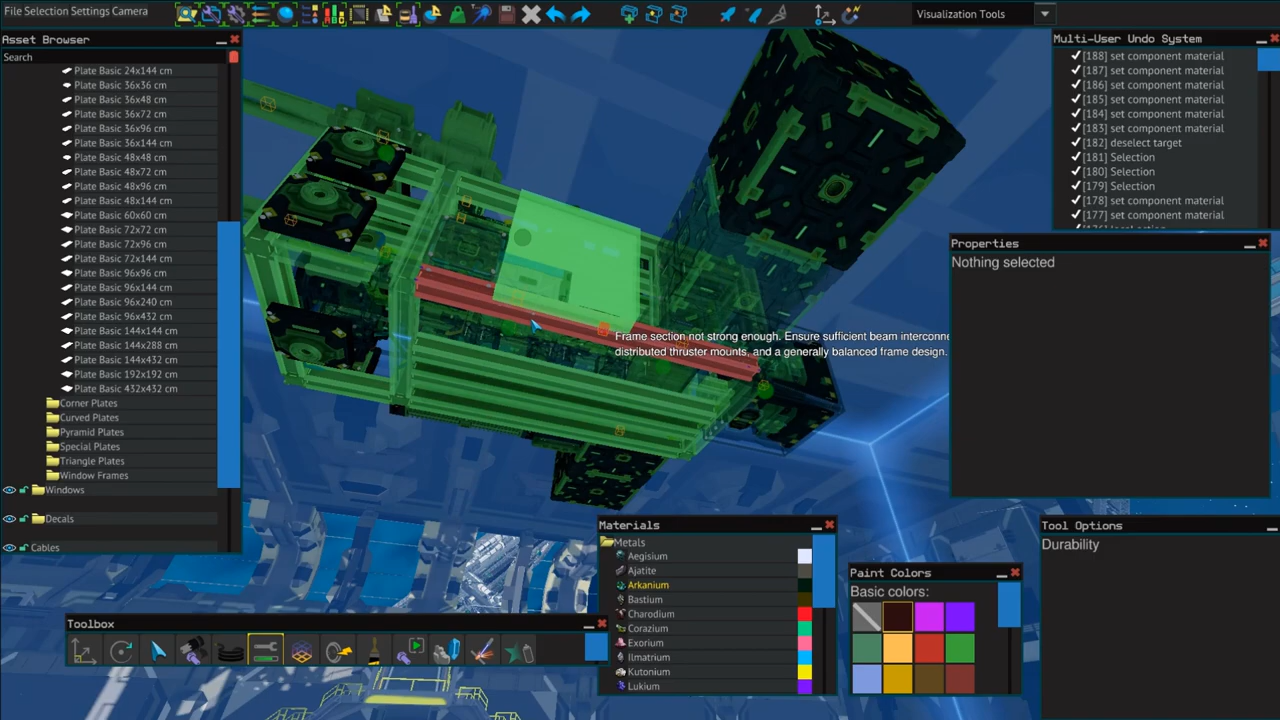 File Selection Settings Camera
Visualization Tools
Asset Browser
Search
Plate Basic 24x144 cm
Plate Basic 36x36 cm
Plate Basic 36x48 cm
Plate Basic 36x72 cm
Plate Basic 36x96 cm
Plate Basic 36x144 cm
Plate Basic 48x48 cm
Plate Basic 48x72 cm
Plate Basic 48x96 cm
Plate Basic 48x144 cm
Plate Basic 60x60 cm
Plate Basic 72x72 cm
Plate Basic 72x96 cm
Plate Basic 72x144 cm
Plate Basic 96x96 cm
Plate Basic 96x144 cm
Plate Basic 96x240 cm
Plate Basic 96x432 cm
Plate Basic 144x144 cm
Plate Basic 144x288 cm
Plate Basic 144x432 cm
Plate Basic 192x192 cm
Plate Basic 432x432 cm
Corner Plates
Curved Plates
Pyramid Plates
Special Plates
Triangle Plates
Window Frames
Windows
Decals
Cables
Multi-User Undo System
[188] set component material
[187] set component material
[186] set component material
[185] set component material
[184] set component material
[183] set component material
[182] deselect target
[181] Selection
[180] Selection
[179] Selection
[178] set component material
[177] set component material
Properties
Nothing selected
Frame section not strong enough. Ensure sufficient beam interconne
distributed thruster mounts, and a generally balanced frame design.
Materials
Metals
Aegisium
Ajatite
Arkanium
Bastium
Charodium
Corazium
Exorium
Ilmatrium
Kutonium
Lukium
Paint Colors
Basic colors:
Tool Options
Durability
Toolbox